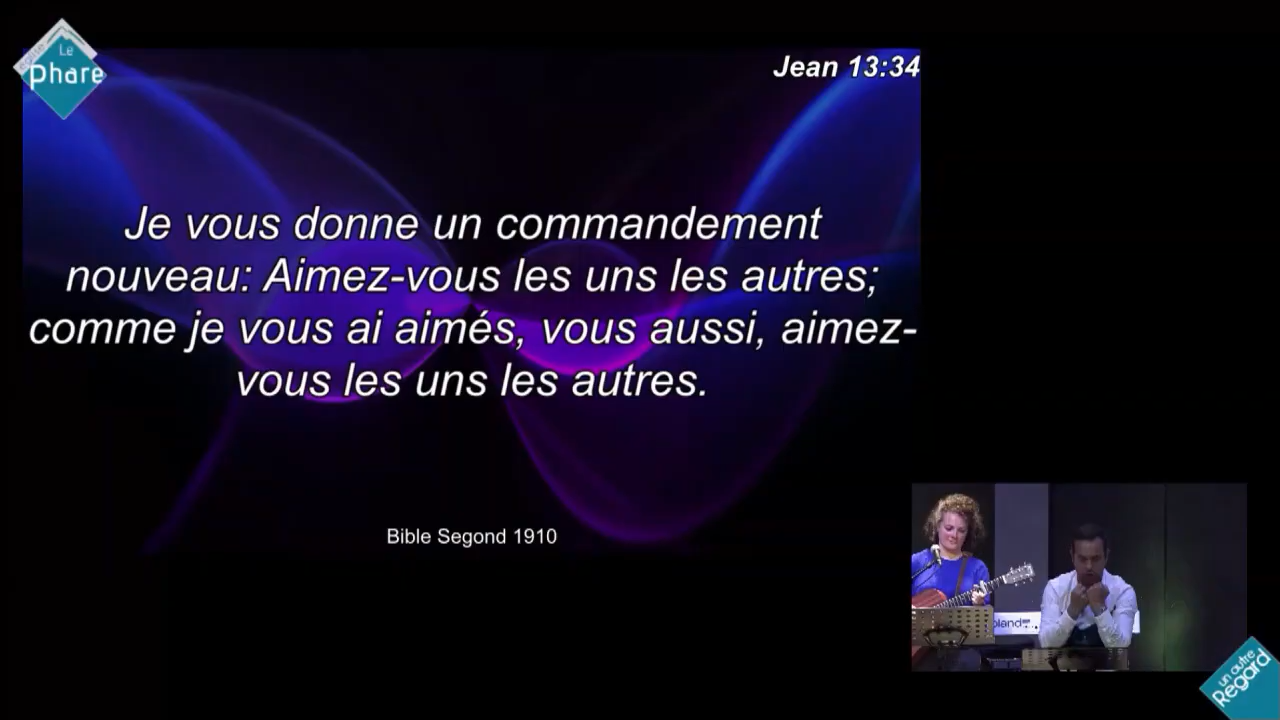 église
Le
Phare
Jean 13:34
Je vous donne un commandement
nouveau: Aimez-vous les uns les autres;
comme je vous ai aimés, vous aussi, aimez-
vous les uns les autres.
Bible Segond 1910
un autre
Regard